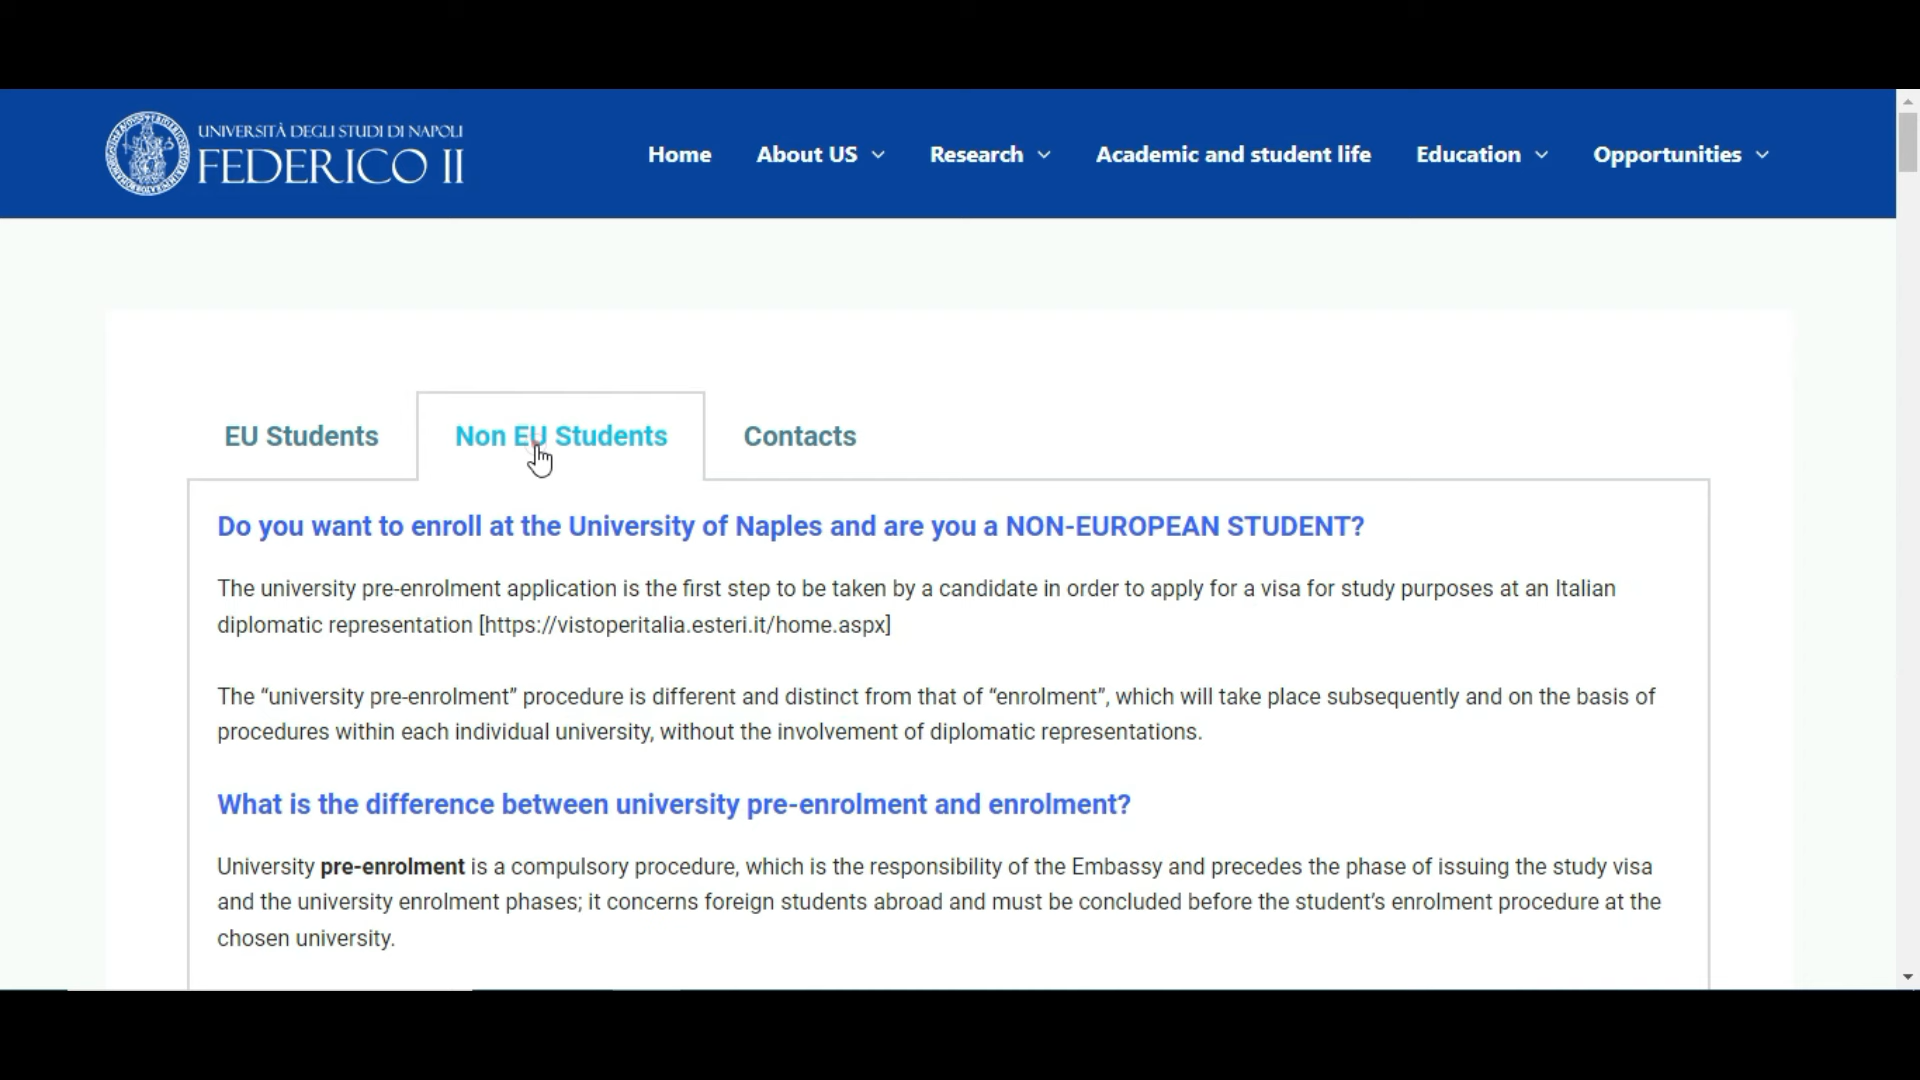 UNIVERSITÀ DEGLI STUDI DI NAPOLI
FEDERICO II
Home
About US
Research
Academic and student life
Education
Opportunities
EU Students
Non EU Students
Contacts
Do you want to enroll at the University of Naples and are you a NON-EUROPEAN STUDENT?
The university pre-enrolment application is the first step to be taken by a candidate in order to apply for a visa for study purposes at an Italian
diplomatic representation [https://vistoperitalia.esteri.it/home.aspx]
The “university pre-enrolment” procedure is different and distinct from that of “enrolment”, which will take place subsequently and on the basis of
procedures within each individual university, without the involvement of diplomatic representations.
What is the difference between university pre-enrolment and enrolment?
University pre-enrolment is a compulsory procedure, which is the responsibility of the Embassy and precedes the phase of issuing the study visa
and the university enrolment phases; it concerns foreign students abroad and must be concluded before the student’s enrolment procedure at the
chosen university.